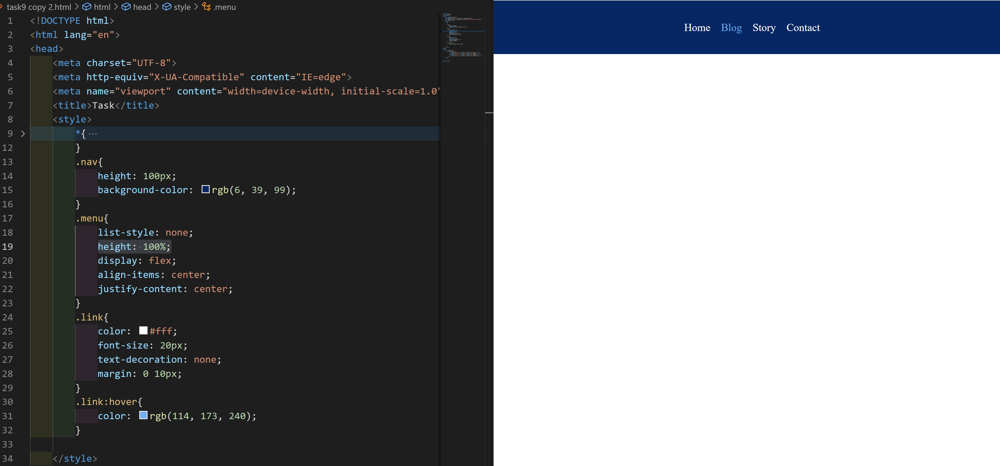 task9 copy 2.html > html > head > style > .menu
1 <!DOCTYPE html>
2 <html lang="en">
3 <head>
4 <meta charset="UTF-8">
5 <meta http-equiv="X-UA-Compatible" content="IE=edge">
6 <meta name="viewport" content="width=device-width, initial-scale=1.0"
7 <title>Task</title>
8 <style>
9 *{ ...
12 }
13 .nav{
14 height: 100px;
15 background-color: rgb(6, 39, 99);
16 }
17 .menu{
18 list-style: none;
19 height: 100%;
20 display: flex;
21 align-items: center;
22 justify-content: center;
23 }
24 .link{
25 color: #fff;
26 font-size: 20px;
27 text-decoration: none;
28 margin: 0 10px;
29 }
30 .link:hover{
31 color: rgb(114, 173, 240);
32 }
33
34 </style>
Home Blog Story Contact